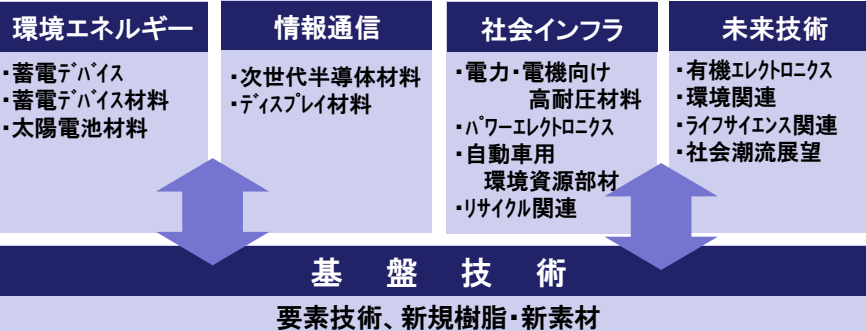 環境エネルギー
・蓄電ﾃﾞﾊﾞｲｽ
・蓄電ﾃﾞﾊﾞｲｽ材料
・太陽電池材料
情報通信
・次世代半導体材料
・ﾃﾞｨｽﾌﾟﾚｲ材料
社会インフラ
・電力・電機向け
高耐圧材料
・ﾊﾟﾜｰｴﾚｸﾄﾛﾆｸｽ
・自動車用
環境資源部材
・ﾘｻｲｸﾙ関連
未来技術
・有機ｴﾚｸﾄﾛﾆｸｽ
・環境関連
・ﾗｲﾌｻｲｴﾝｽ関連
・社会潮流展望
基 盤 技 術
要素技術、新規樹脂・新素材